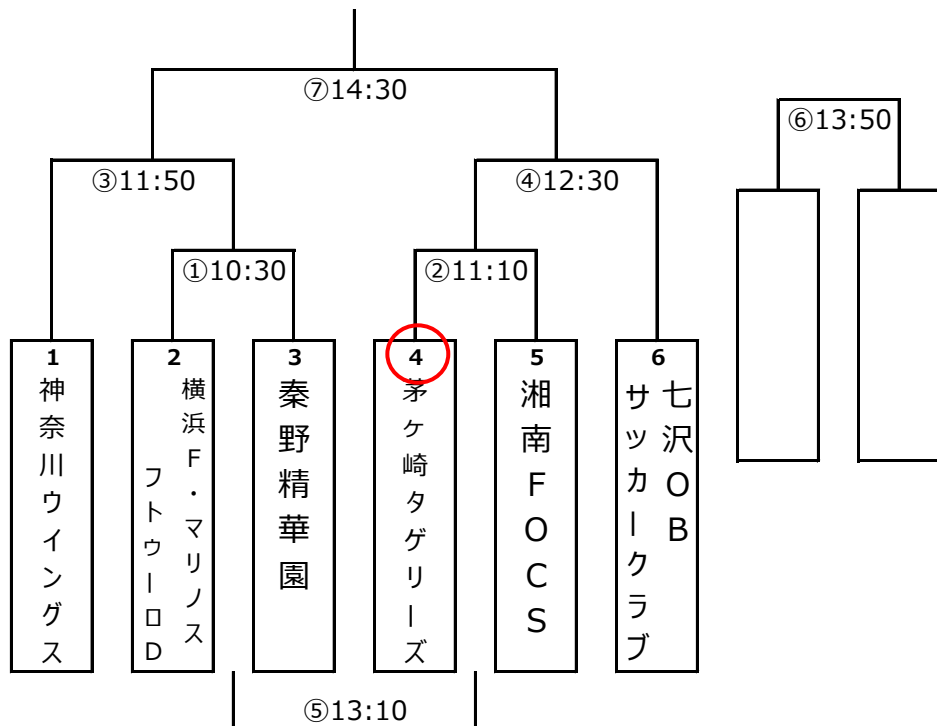 ⑦14:30
⑥13:50
③11:50
④12:30
①10:30
②11:10
1
神奈川ウイングス
2
横浜F・マリノス
フトゥーロD
3
秦野精華園
4
茅ヶ崎タゲリーズ
5
湘南FOCS
6
七沢OB
サッカークラブ
⑤13:10